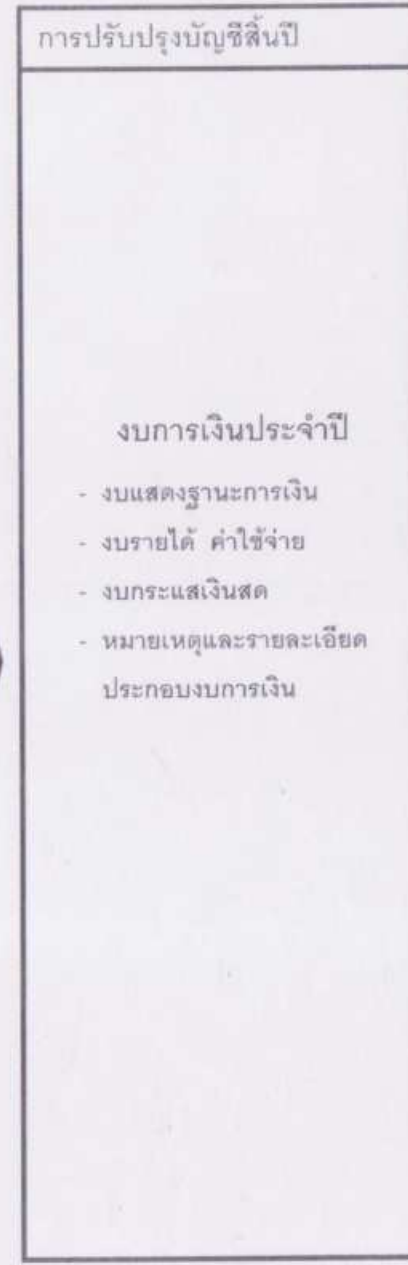 การปรับปรุงบัญชีสิ้นปี
งบการเงินประจำปี
- งบแสดงฐานะการเงิน
- งบรายได้ ค่าใช้จ่าย
- งบกระแสเงินสด
- หมายเหตุและรายละเอียด
ประกอบงบการเงิน